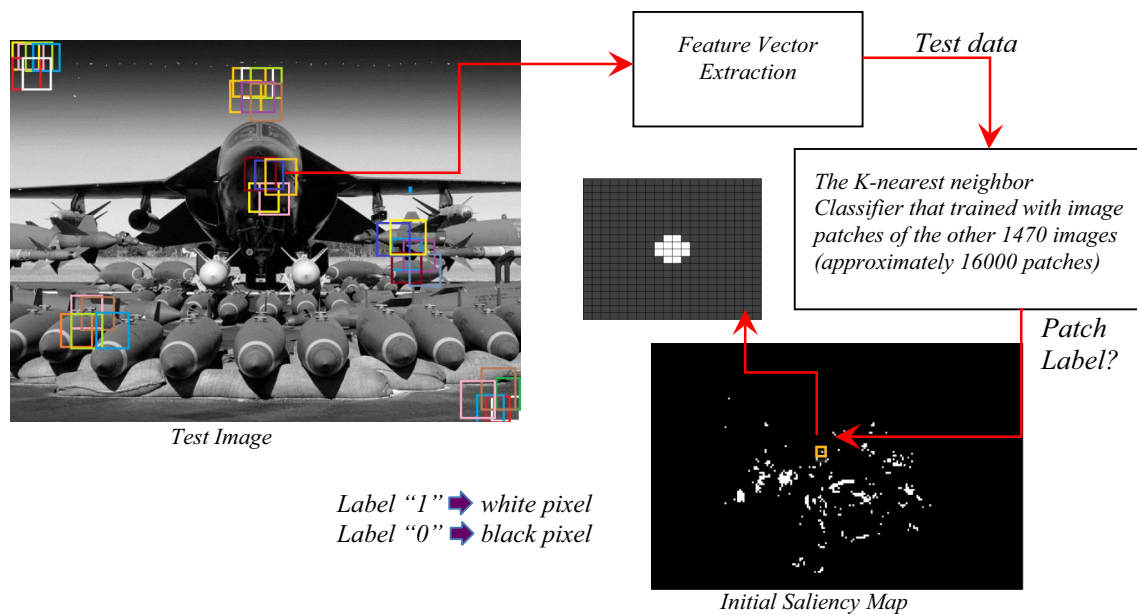 Feature Vector
Extraction
Test data
The K-nearest neighbor
Classifier that trained with image
patches of the other 1470 images
(approximately 16000 patches)
Patch
Label?
Test Image
Label “1” white pixel
Label “0” black pixel
Initial Saliency Map